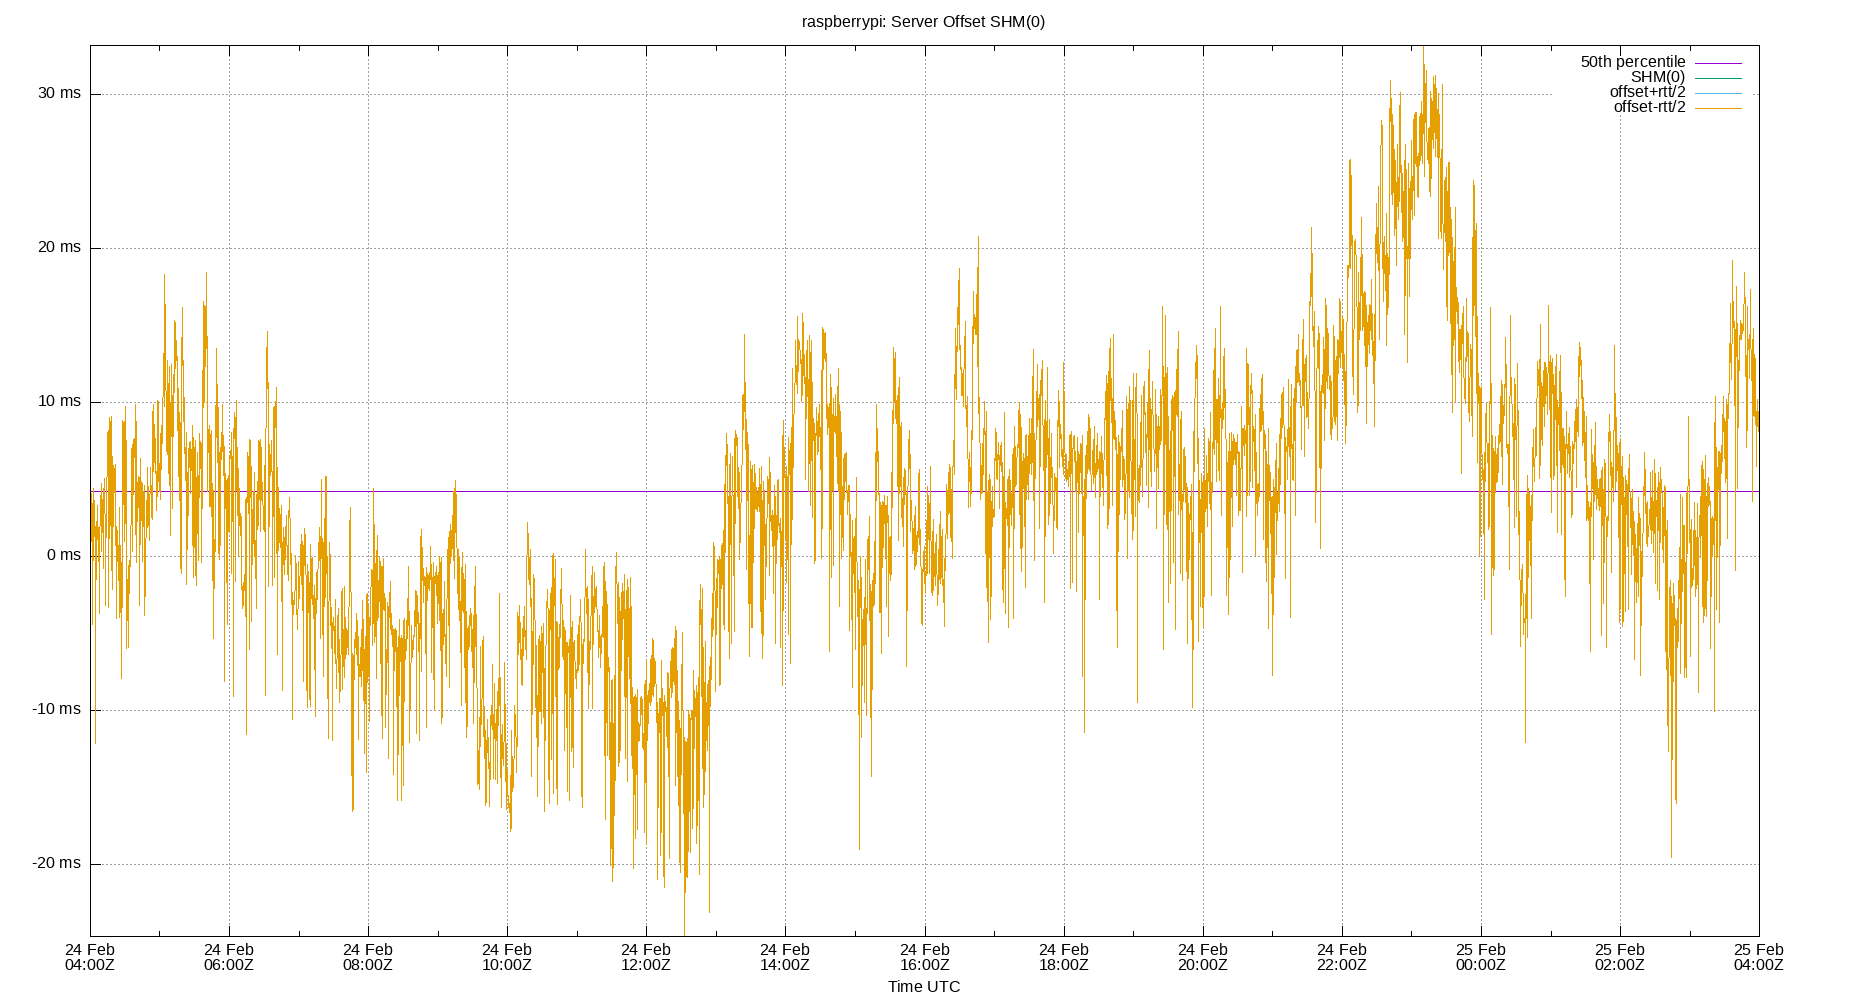 raspberrypi: Server Offset SHM(0)
50th percentile
SHM(0)
offset+rtt/2
offset-rtt/2
30 ms
20 ms
10 ms
0 ms
-10 ms
-20 ms
24 Feb 24 Feb 24 Feb 24 Feb 24 Feb 24 Feb 24 Feb 24 Feb 24 Feb 24 Feb 25 Feb 25 Feb 25 Feb
04:00Z 06:00Z 08:00Z 10:00Z 12:00Z 14:00Z 16:00Z 18:00Z 20:00Z 22:00Z 00:00Z 02:00Z 04:00Z
Time UTC